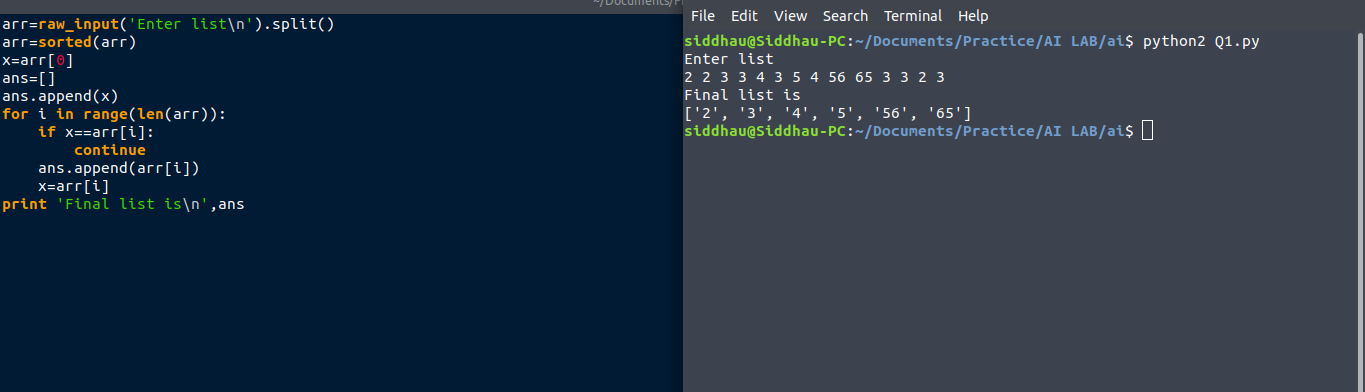 ~/Documents/P
arr=raw_input('Enter list\n').split()
arr=sorted(arr)
x=arr[0]
ans=[]
ans.append(x)
for i in range(len(arr)):
    if x==arr[i]:
        continue
    ans.append(arr[i])
    x=arr[i]
print 'Final list is\n',ans
File Edit View Search Terminal Help
siddhau@Siddhau-PC:~/Documents/Practice/AI LAB/ai$ python2 Q1.py
Enter list
2 2 3 3 4 3 5 4 56 65 3 3 2 3
Final list is
['2', '3', '4', '5', '56', '65']
siddhau@Siddhau-PC:~/Documents/Practice/AI LAB/ai$